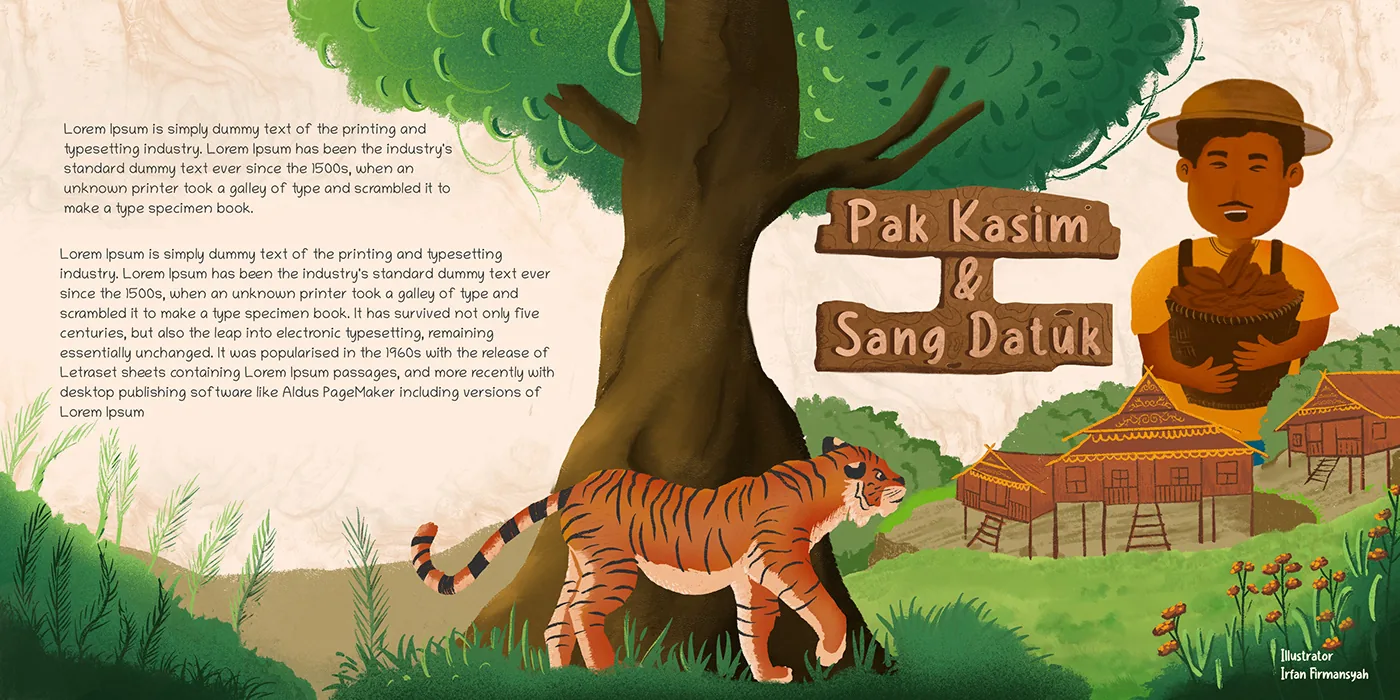 Lorem Ipsum is simply dummy text of the printing and
typesetting industry. Lorem Ipsum has been the industry's
standard dummy text ever since the 1500s, when an
unknown printer took a galley of type and scrambled it to
make a type specimen book.
Lorem Ipsum is simply dummy text of the printing and typesetting
industry. Lorem Ipsum has been the industry's standard dummy text ever
since the 1500s, when an unknown printer took a galley of type and
scrambled it to make a type specimen book. It has survived not only five
centuries, but also the leap into electronic typesetting, remaining
essentially unchanged. It was popularised in the 1960s with the release of
Letraset sheets containing Lorem Ipsum passages, and more recently with
desktop publishing software like Aldus PageMaker including versions of
Lorem Ipsum
Pak Kasim
&
Sang Datuk
Illustrator
Irfan Firmansyah